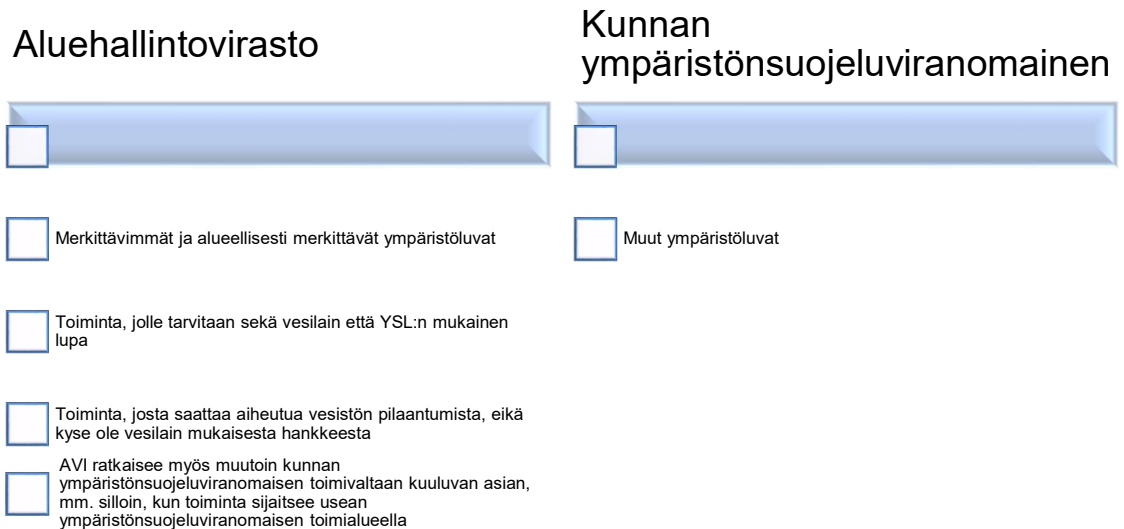 Aluehallintovirasto
Merkittävimmät ja alueellisesti merkittävät ympäristöluvat
Toiminta, jolle tarvitaan sekä vesilain että YSL:n mukainen
lupa
Toiminta, josta saattaa aiheutua vesistön pilaantumista, eikä
kyse ole vesilain mukaisesta hankkeesta
AVI ratkaisee myös muutoin kunnan
ympäristönsuojeluviranomaisen toimivaltaan kuuluvan asian,
mm. silloin, kun toiminta sijaitsee usean
ympäristönsuojeluviranomaisen toimialueella
Kunnan
ympäristönsuojeluviranomainen
Muut ympäristöluvat